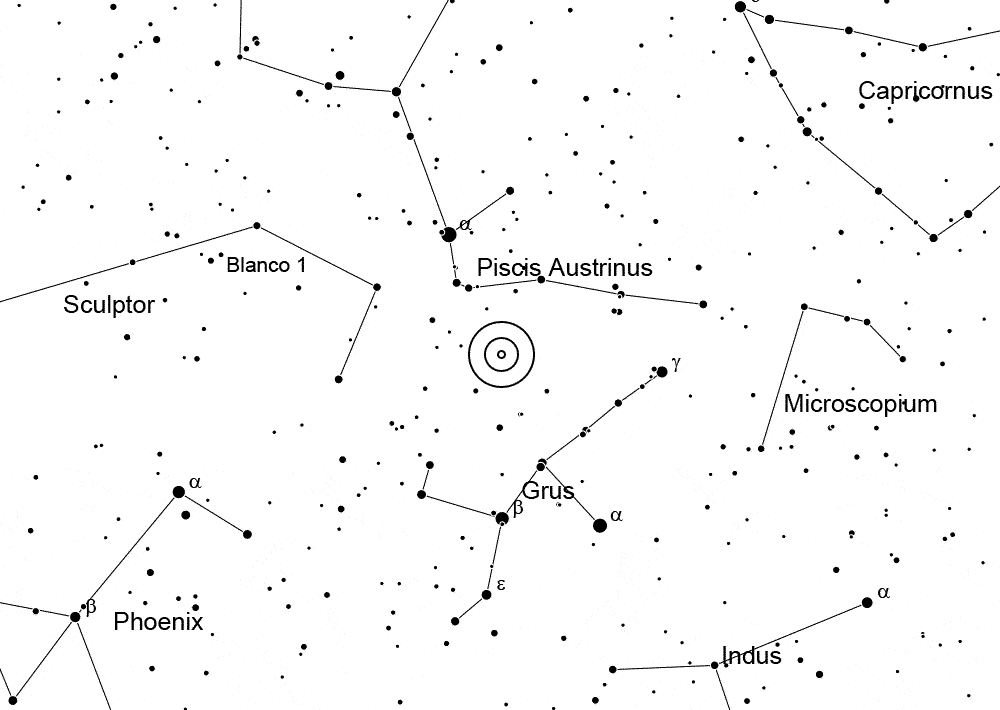 Capricornus
α
Piscis Austrinus
Blanco 1
Sculptor
γ
Microscopium
α
Grus
β
α
ε
α
β
Phoenix
Indus